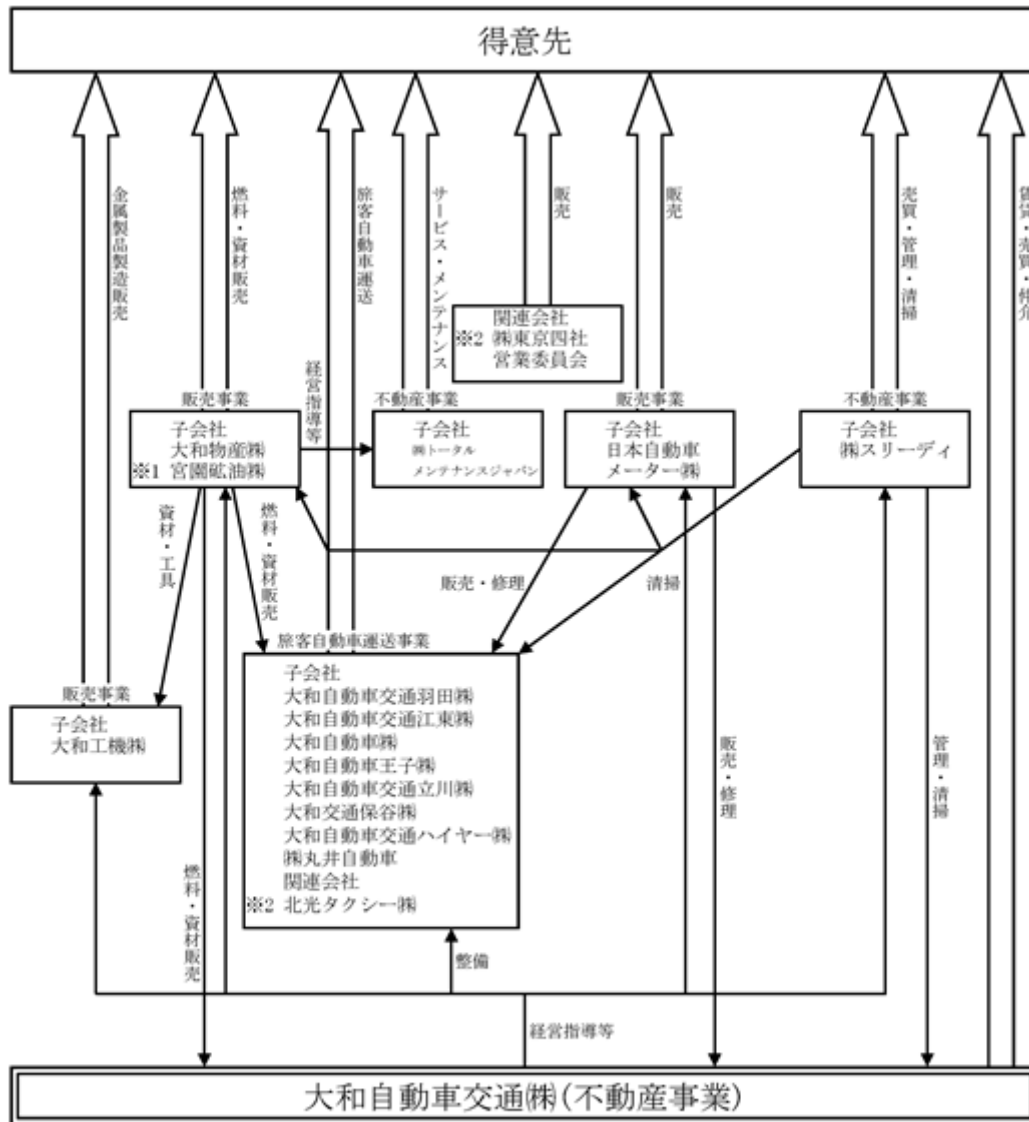 得意先
金属製品製造販売
燃料・資材販売
旅客自動車運送
サービス・メンテナンス
販売
販売
売買・管理・清掃
賃貸・売買・仲介
関連会社
※2 ㈱東京四社
営業委員会
経営指導等
販売事業
子会社
大和物産㈱
※1 宮園砿油㈱
不動産事業
子会社
㈱トータル
メンテナンスジャパン
販売事業
子会社
日本自動車
メーター㈱
不動産事業
子会社
㈱スリーディ
資材・工具
燃料・資材販売
販売・修理
清掃
旅客自動車運送事業
子会社
大和自動車交通羽田㈱
大和自動車交通江東㈱
大和自動車㈱
大和自動車王子㈱
大和自動車交通立川㈱
大和交通保谷㈱
大和自動車交通ハイヤー㈱
㈱丸井自動車
関連会社
※2 北光タクシー㈱
販売事業
子会社
大和工機㈱
販売・修理
管理・清掃
燃料・資材販売
整備
経営指導等
大和自動車交通㈱(不動産事業)